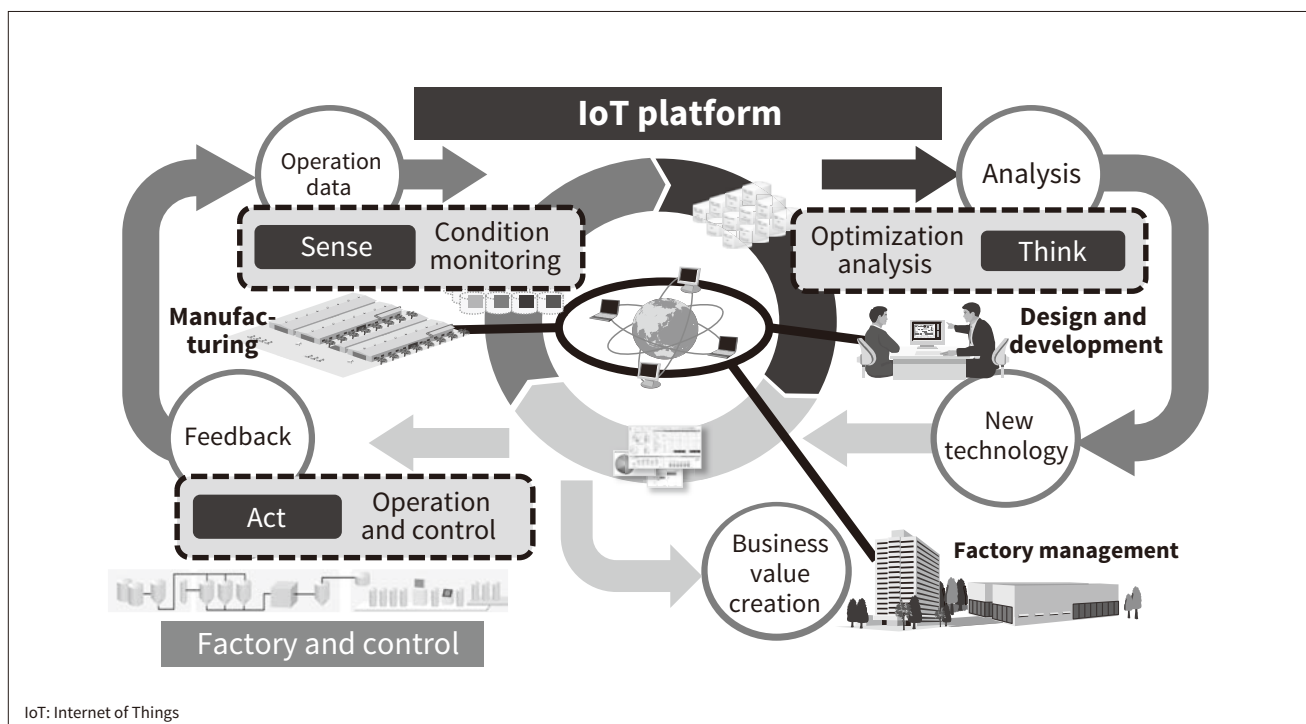 IoT platform
Operation
data
Analysis
Sense
Condition
monitoring
Optimization
analysis
Think
Manufac-
turing
Design and
development
Feedback
New
technology
Act
Operation
and control
Business
value
creation
Factory management
Factory and control
IoT: Internet of Things